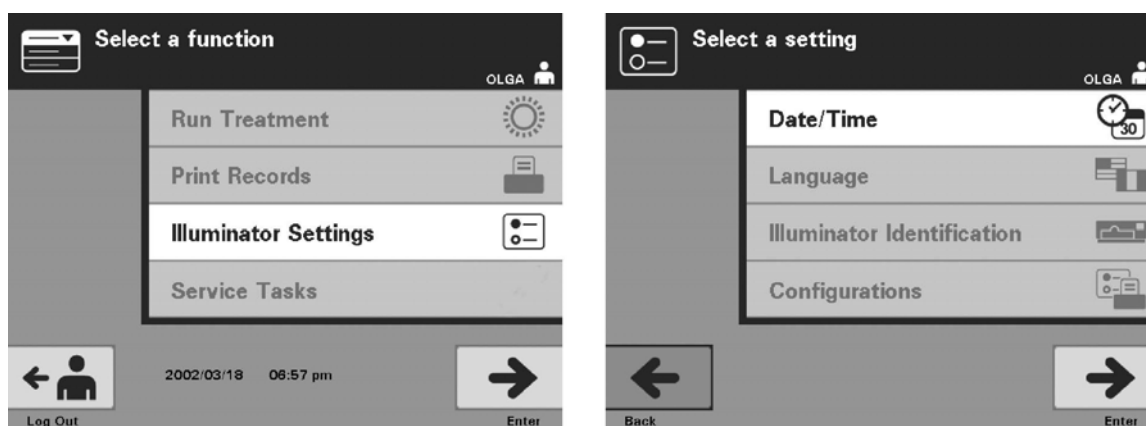 Select a function
OLGA
Run Treatment
Print Records
Illuminator Settings
Service Tasks
2002/03/18 06:57 pm
Log Out
Enter
Select a setting
OLGA
Date/Time
30
Language
Illuminator Identification
Configurations
Back
Enter